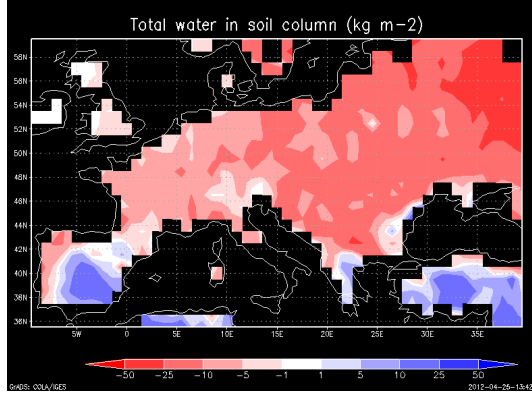 Total water in soil column (kg m-2)
58N
56N
54N
52N
50N
48N
46N
44N
42N
40N
38N
36N
5W 0 5E 10E 15E 20E 25E 30E 35E
-50 -25 -10 -5 -1 1 5 10 25 50
GrADS: COLA/IGES 2012-04-25-13:42